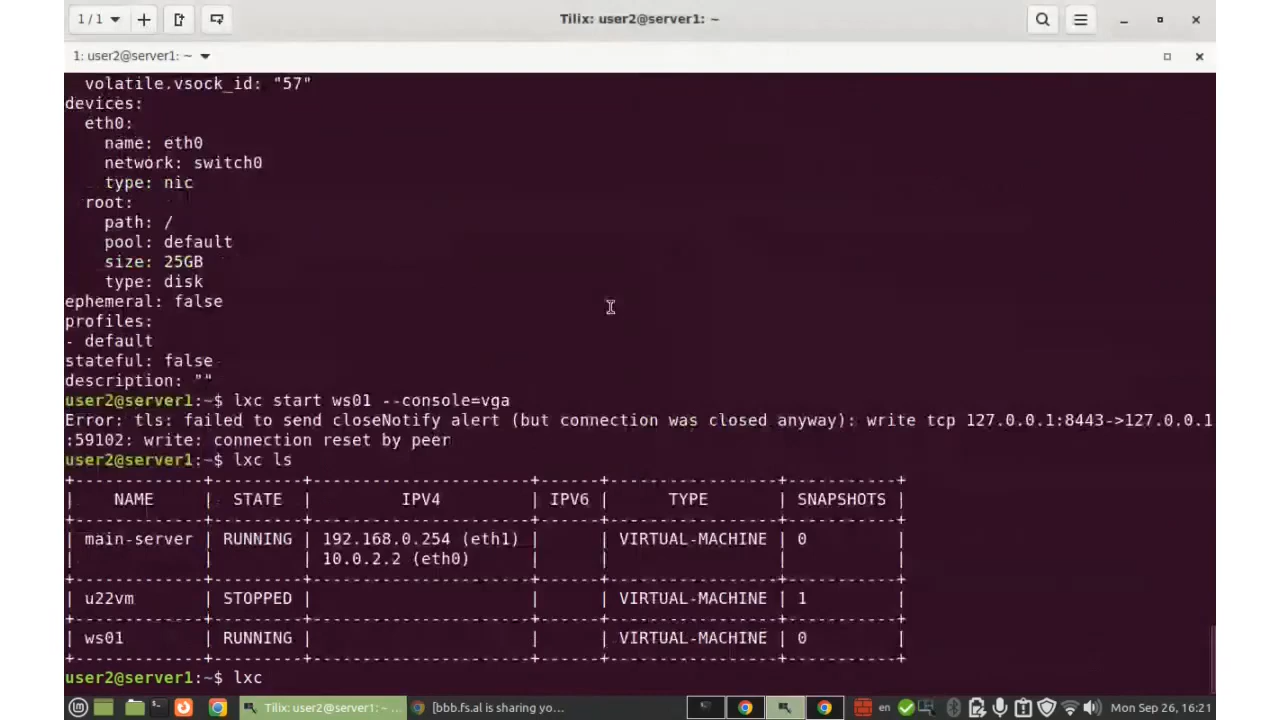 1 / 1
Tilix: user2@server1: ~
1: user2@server1: ~
volatile.vsock_id: "57"
devices:
eth0:
name: eth0
network: switch0
type: nic
root:
path: /
pool: default
size: 25GB
type: disk
ephemeral: false
profiles:
- default
stateful: false
description: ""
user2@server1:~$ lxc start ws01 --console=vga
Error: tls: failed to send closeNotify alert (but connection was closed anyway): write tcp 127.0.0.1:8443->127.0.0.1
:59102: write: connection reset by peer
user2@server1:~$ lxc ls
+--------------+---------+-----------------------+------+-----------------+-----------+
| NAME | STATE | IPV4 | IPV6 | TYPE | SNAPSHOTS |
+--------------+---------+-----------------------+------+-----------------+-----------+
| main-server | RUNNING | 192.168.0.254 (eth1) | | VIRTUAL-MACHINE | 0 |
| | | 10.0.2.2 (eth0) | | | |
+--------------+---------+-----------------------+------+-----------------+-----------+
| u22vm | STOPPED | | | VIRTUAL-MACHINE | 1 |
+--------------+---------+-----------------------+------+-----------------+-----------+
| ws01 | RUNNING | | | VIRTUAL-MACHINE | 0 |
+--------------+---------+-----------------------+------+-----------------+-----------+
user2@server1:~$ lxc
Tilix: user2@server1: ~ ...
[bbb.fs.al is sharing yo...
en
Mon Sep 26, 16:21